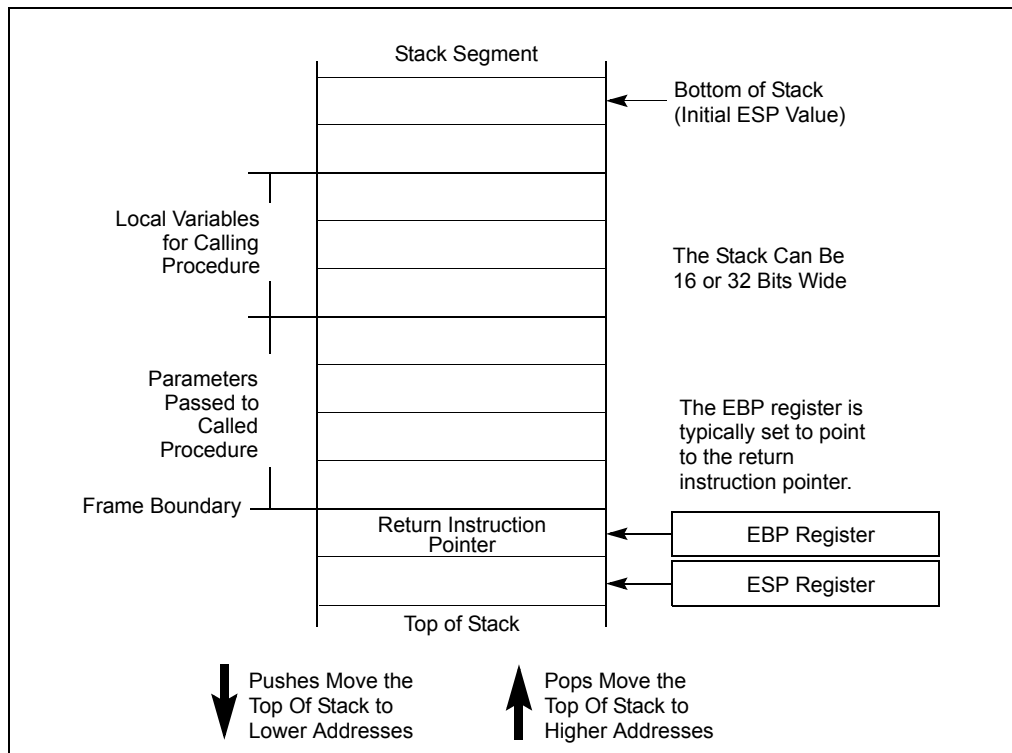 Stack Segment
Bottom of Stack
(Initial ESP Value)
Local Variables
for Calling
Procedure
The Stack Can Be
16 or 32 Bits Wide
Parameters
Passed to
Called
Procedure
The EBP register is
typically set to point
to the return
instruction pointer.
Frame Boundary
Return Instruction
Pointer
EBP Register
ESP Register
Top of Stack
Pushes Move the
Top Of Stack to
Lower Addresses
Pops Move the
Top Of Stack to
Higher Addresses